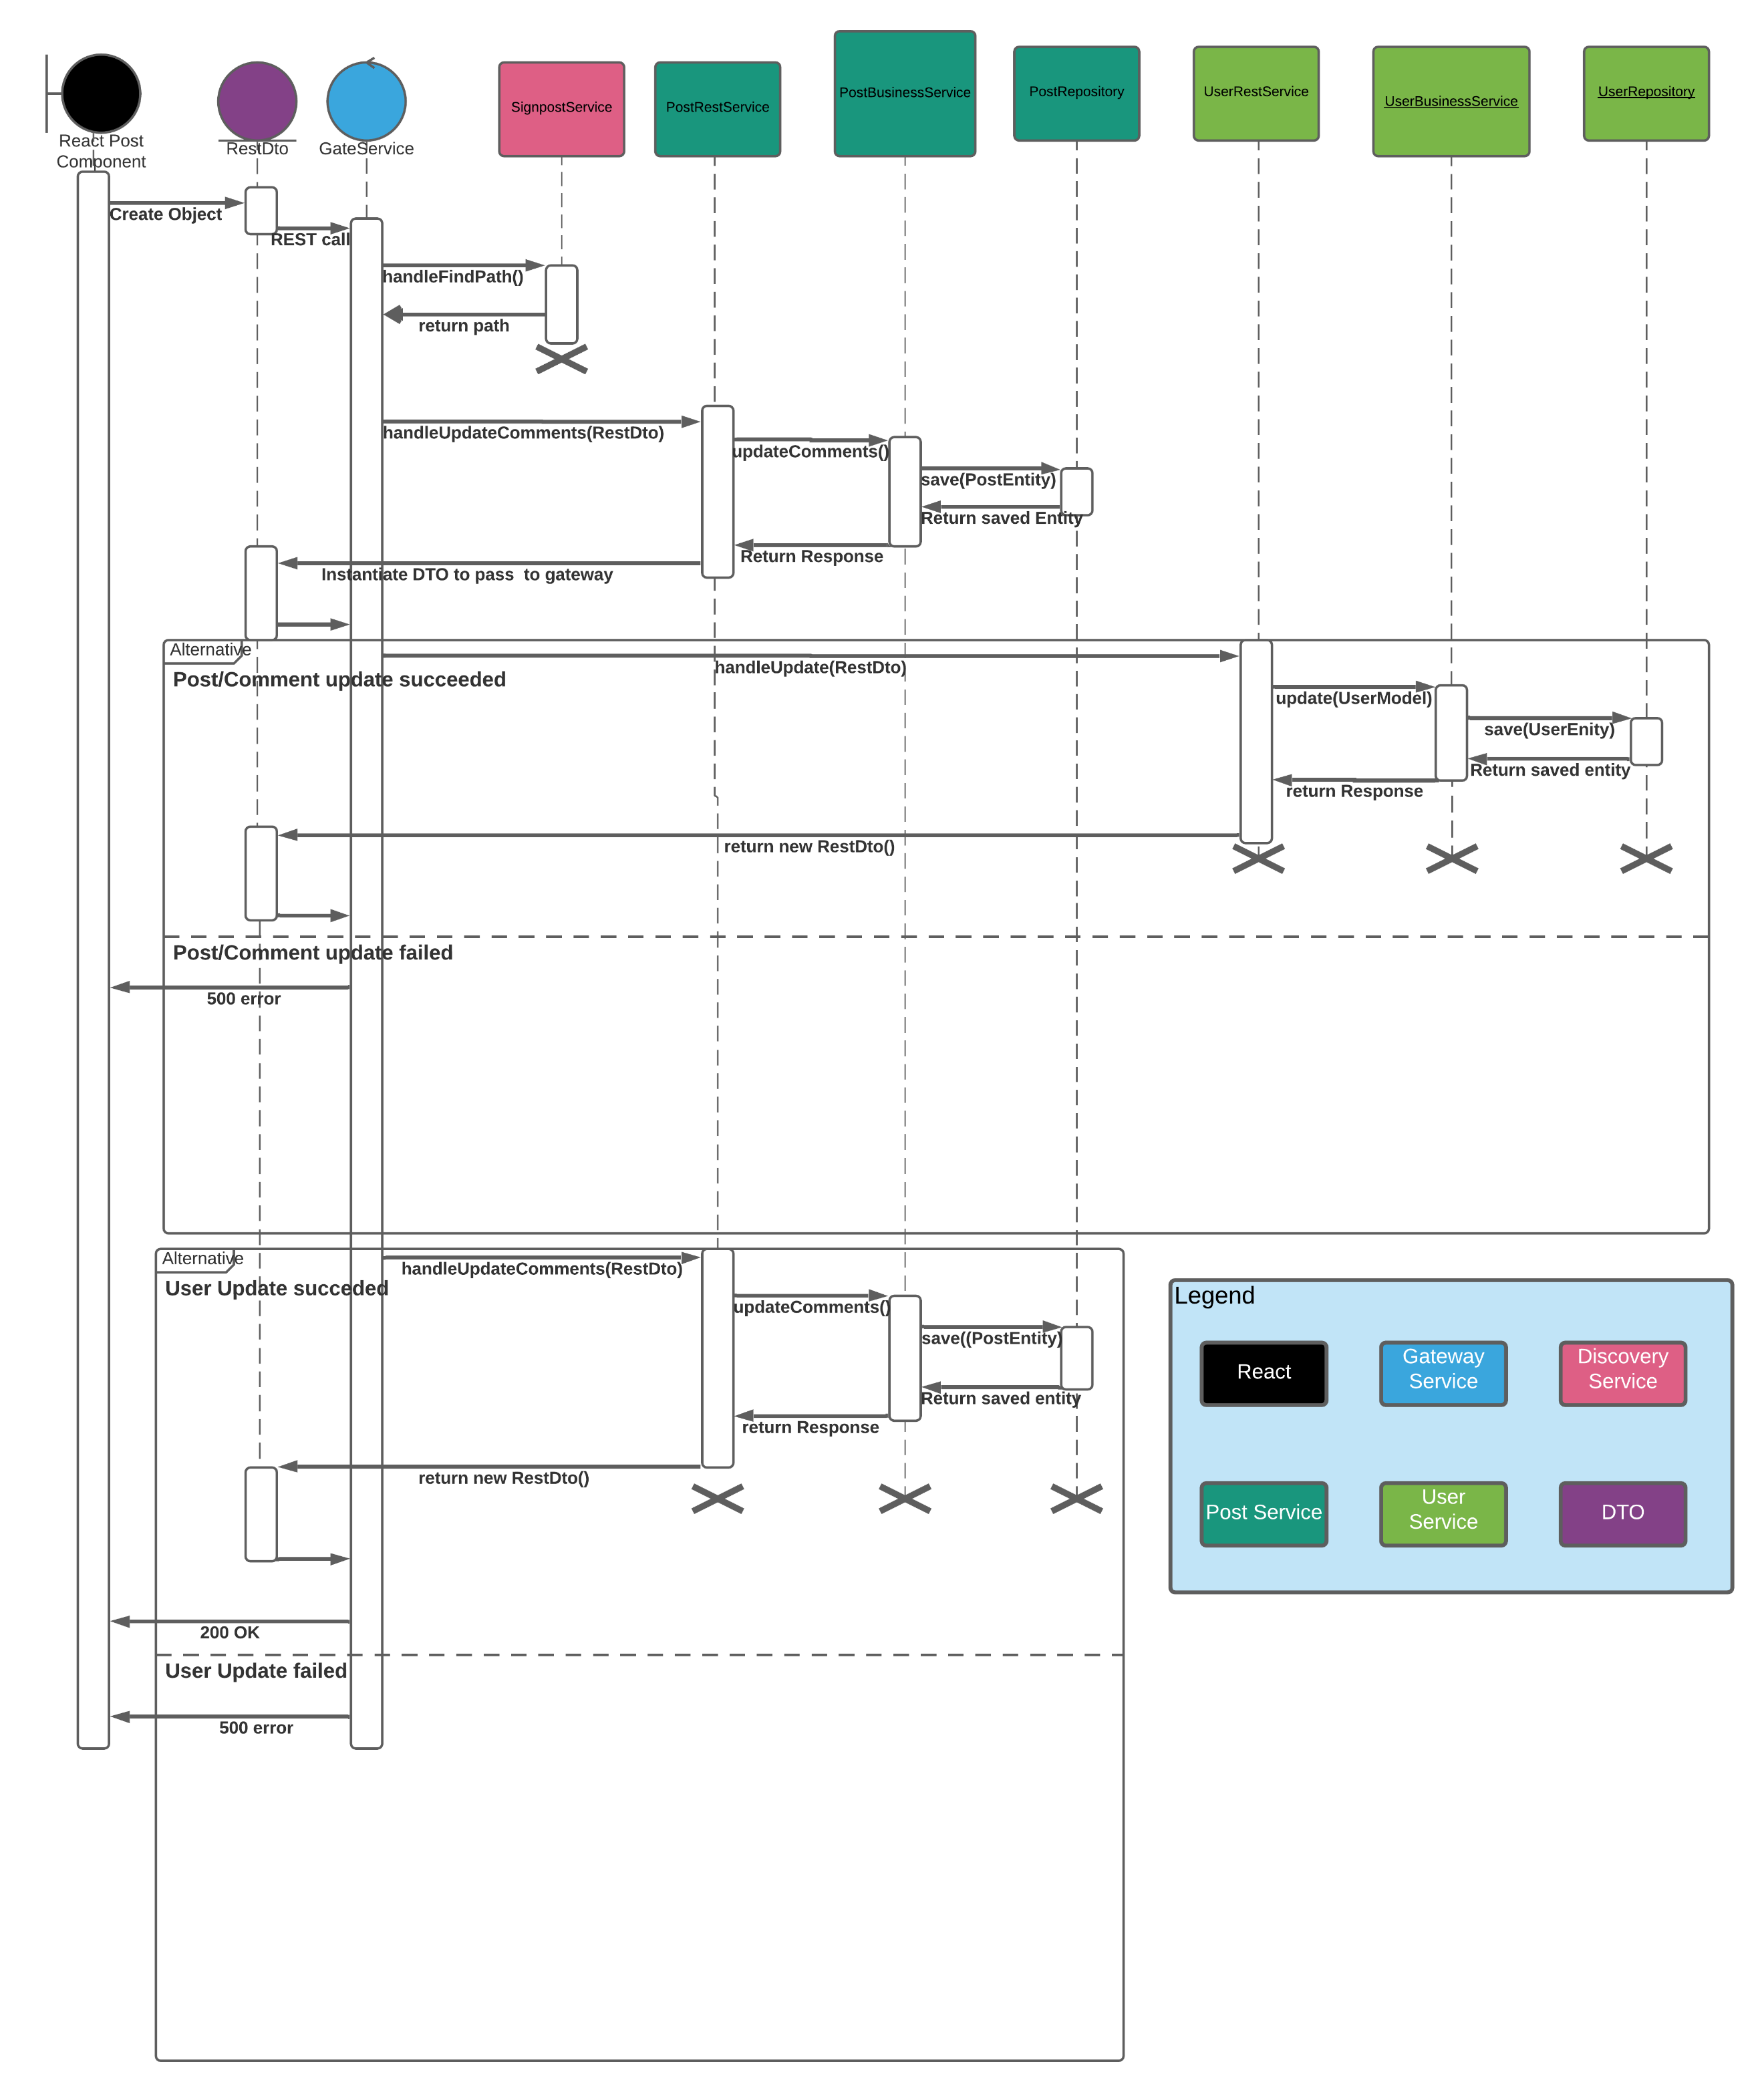 React Post
Component
RestDto
GateService
SignpostService
PostRestService
PostBusinessService
PostRepository
UserRestService
UserBusinessService
UserRepository
Create Object
REST call
handleFindPath()
return path
handleUpdateComments(RestDto)
updateComments()
save(PostEntity)
Return saved Entity
Return Response
Instantiate DTO to pass  to gateway
Alternative
Post/Comment update succeeded
handleUpdate(RestDto)
update(UserModel)
save(UserEnity)
Return saved entity
return Response
return new RestDto()
Post/Comment update failed
500 error
Alternative
User Update succeded
handleUpdateComments(RestDto)
updateComments()
save((PostEntity)
Return saved entity
return Response
return new RestDto()
200 OK
User Update failed
500 error
Legend
React
Gateway
Service
Discovery
Service
Post Service
User
Service
DTO